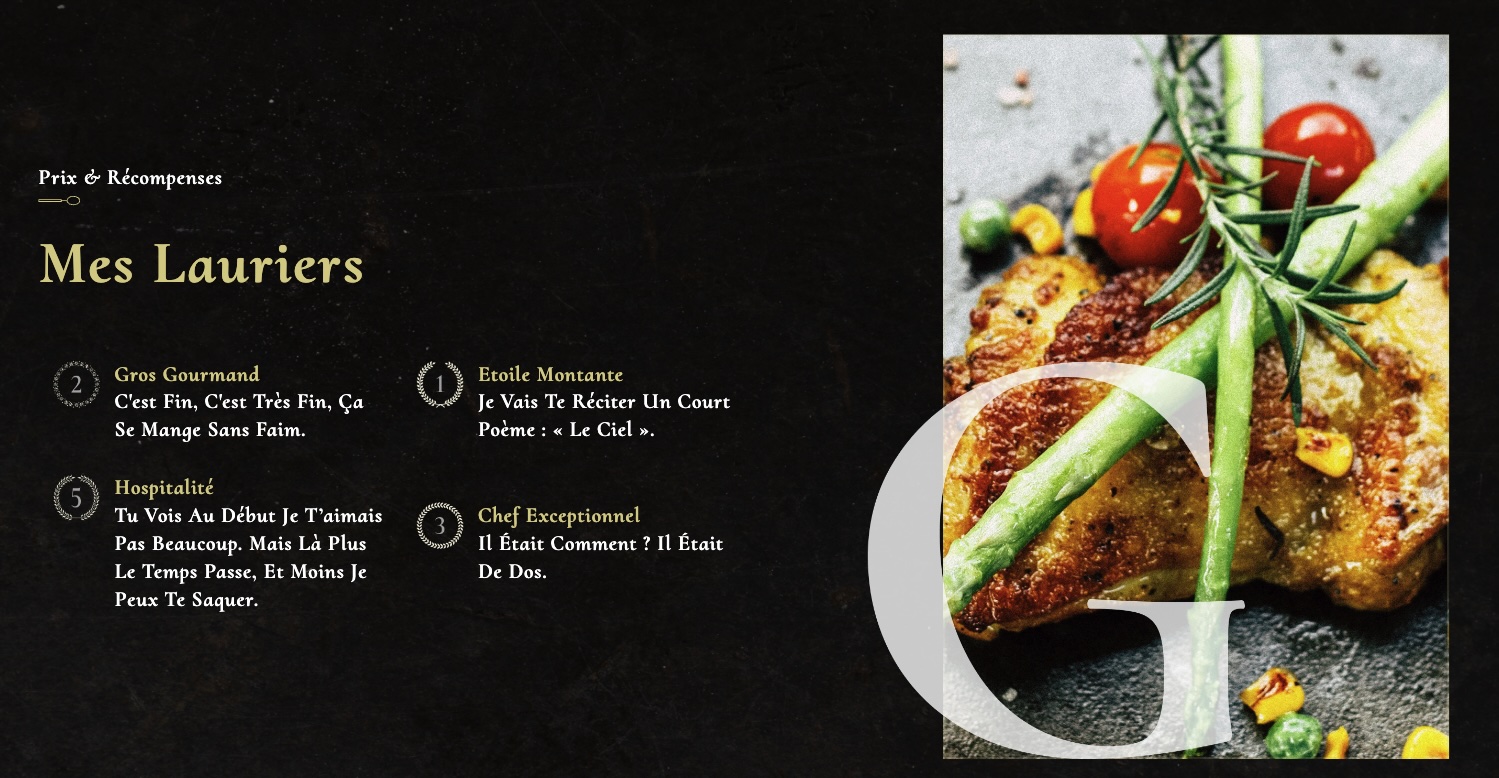 Prix & Récompenses
Mes Lauriers
2
Gros Gourmand
C'est Fin, C'est Très Fin, Ça
Se Mange Sans Faim.
1
Etoile Montante
Je Vais Te Réciter Un Court
Poème : « Le Ciel ».
5
Hospitalité
Tu Vois Au Début Je T’aimais
Pas Beaucoup. Mais Là Plus
Le Temps Passe, Et Moins Je
Peux Te Saquer.
3
Chef Exceptionnel
Il Était Comment ? Il Était
De Dos.
G